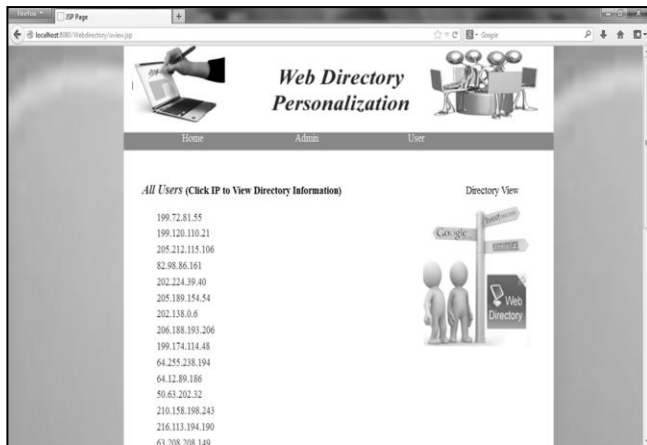 Firefox
JSP Page
localhost:8080/Webdirectory/uview.jsp
Google
Web Directory
Personalization
Home Admin User
All Users (Click IP to View Directory Information)
Directory View
199.72.81.55
199.120.110.21
205.212.115.106
82.98.86.161
202.224.39.40
205.189.154.54
202.138.0.6
206.188.193.206
199.174.114.48
64.255.238.194
64.12.89.186
50.63.202.32
210.158.198.243
216.113.194.190
63.208.208.149
Google
Web
Directory